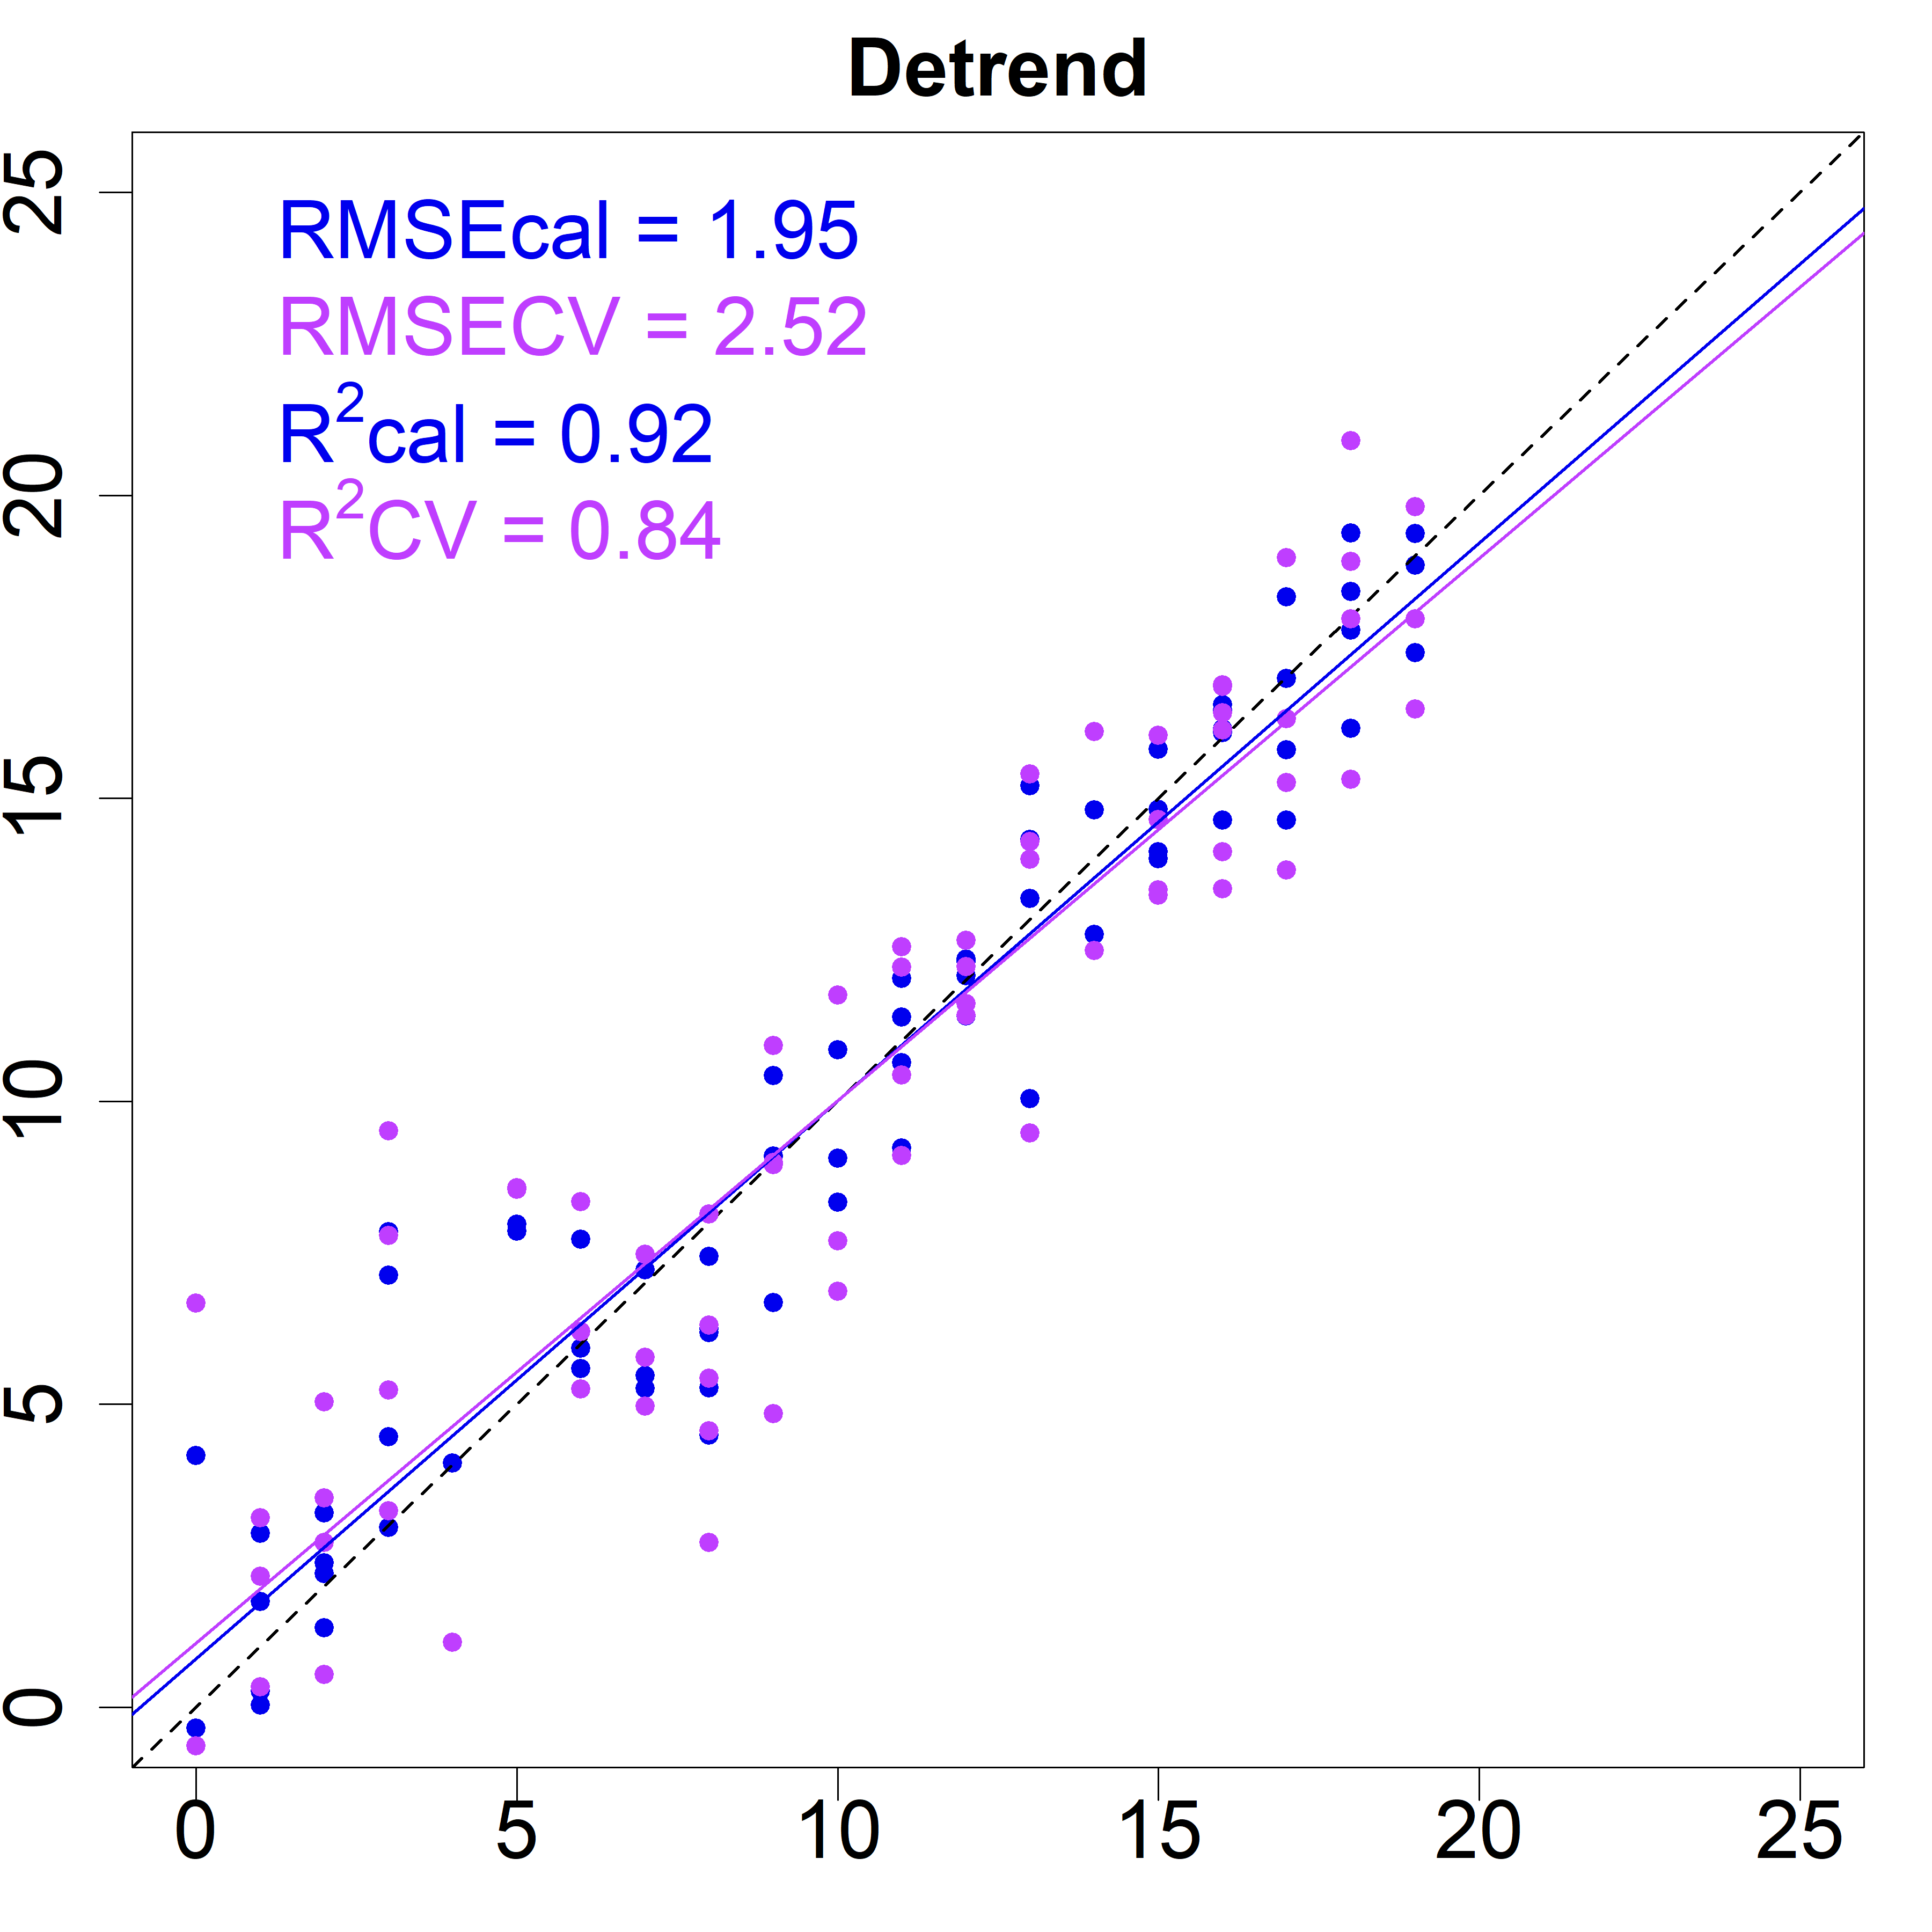 Detrend
RMSEcal = 1.95
RMSECV = 2.52
R²cal = 0.92
R²CV = 0.84
25
20
15
10
5
0
0 5 10 15 20 25